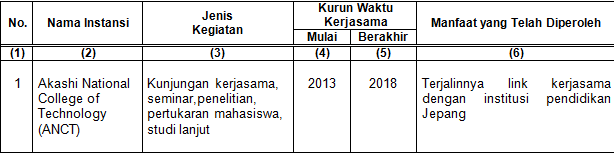 No. Nama Instansi Jenis Kegiatan Kurun Waktu Kerjasama Manfaat yang Telah Diperoleh
Mulai Berakhir
(1) (2) (3) (4) (5) (6)
1 Akashi National Kunjungan kerjasama, 2013 2018 Terjalinnya link kerjasama
College of seminar,penelitian, dengan institusi pendidikan
Technology pertukaran mahasiswa, Jepang
(ANCT) studi lanjut